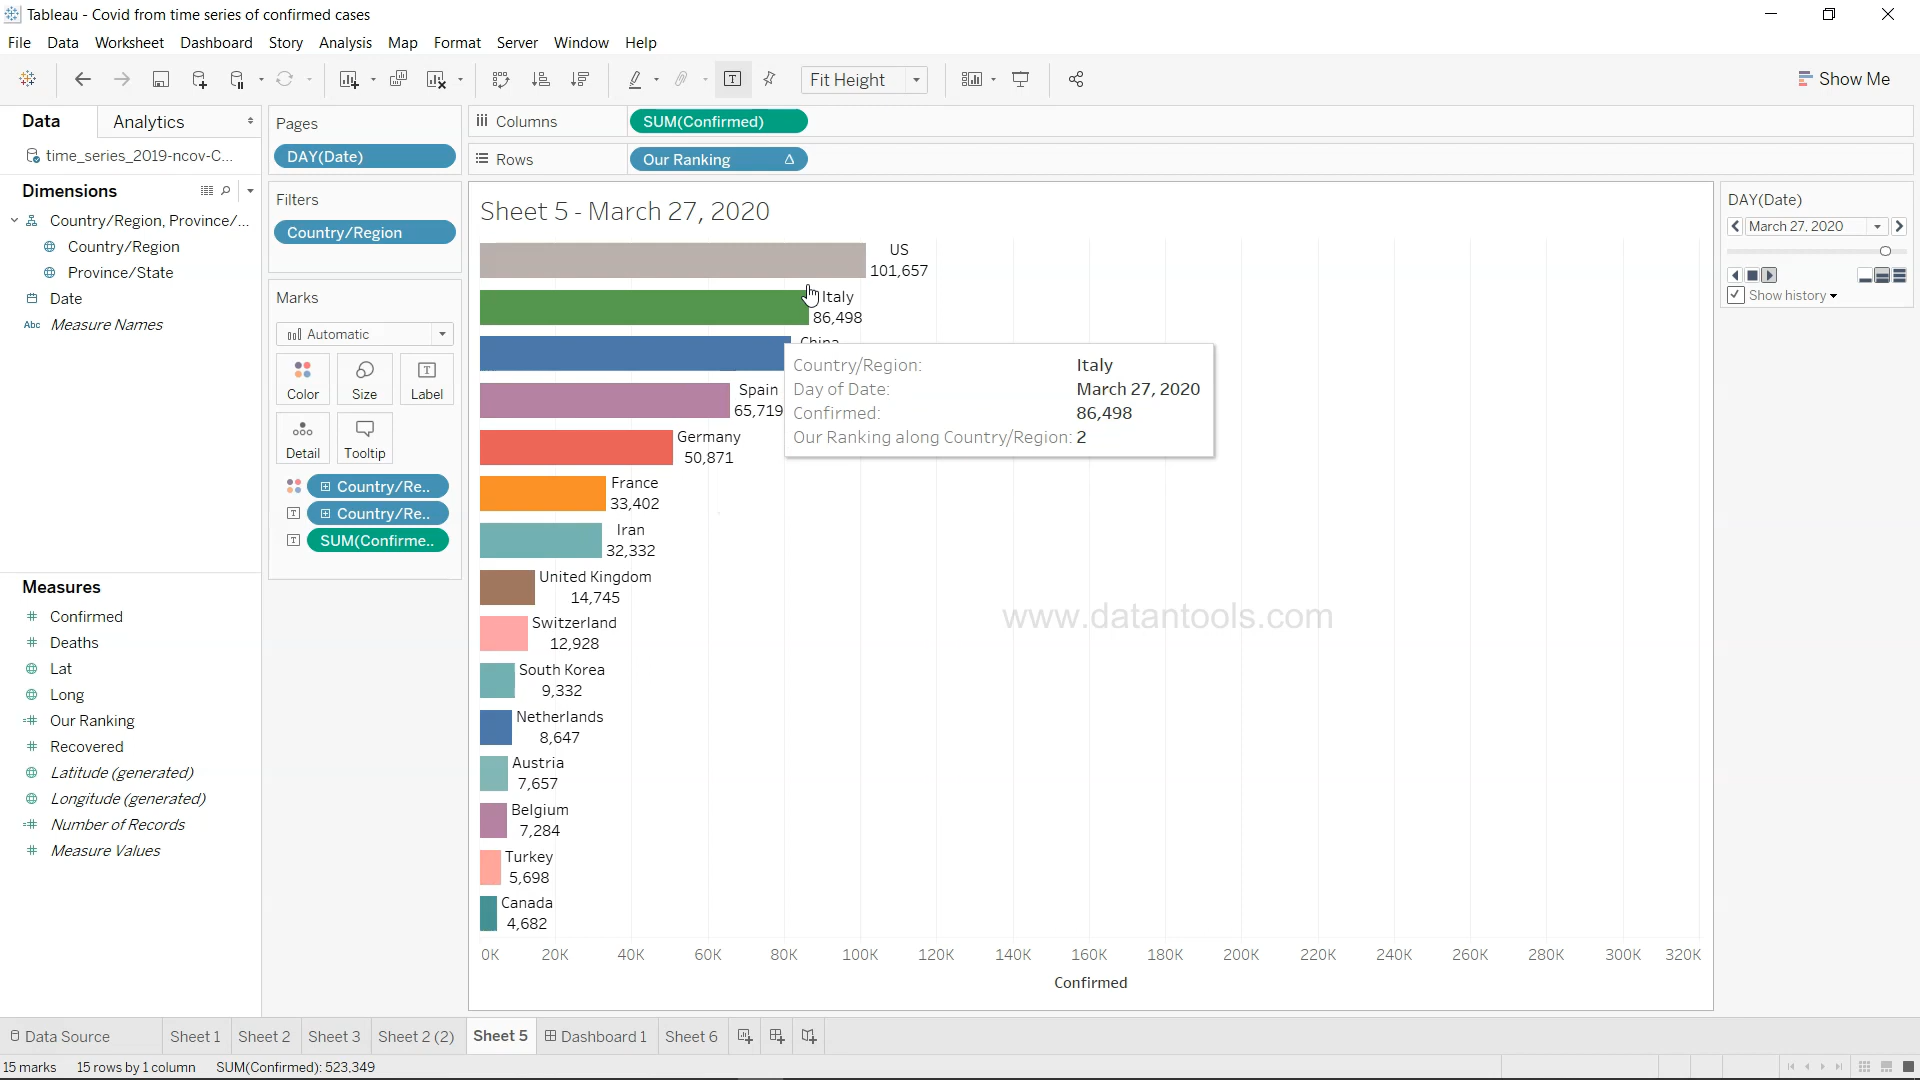 Tableau - Covid from time series of confirmed cases
File Data Worksheet Dashboard Story Analysis Map Format Server Window Help
Fit Height
Show Me
Data Analytics
time_series_2019-ncov-C...
Dimensions
Country/Region, Province/...
Country/Region
Province/State
Date
Abc Measure Names
Measures
Confirmed
Deaths
Lat
Long
Our Ranking
Recovered
Latitude (generated)
Longitude (generated)
Number of Records
Measure Values
Pages
DAY(Date)
Filters
Country/Region
Marks
Automatic
Color Size Label
Detail Tooltip
Country/Re..
Country/Re..
SUM(Confirme..
Columns SUM(Confirmed)
Rows Our Ranking Δ
Sheet 5 - March 27, 2020
US
101,657
Italy
86,498
China
Spain
65,719
Germany
50,871
France
33,402
Iran
32,332
United Kingdom
14,745
Switzerland
12,928
South Korea
9,332
Netherlands
8,647
Austria
7,657
Belgium
7,284
Turkey
5,698
Canada
4,682
Country/Region: Italy
Day of Date: March 27, 2020
Confirmed: 86,498
Our Ranking along Country/Region: 2
www.datantools.com
0K 20K 40K 60K 80K 100K 120K 140K 160K 180K 200K 220K 240K 260K 280K 300K 320K
Confirmed
DAY(Date)
March 27, 2020
Show history
Data Source Sheet 1 Sheet 2 Sheet 3 Sheet 2 (2) Sheet 5 Dashboard 1 Sheet 6
15 marks 15 rows by 1 column SUM(Confirmed): 523,349